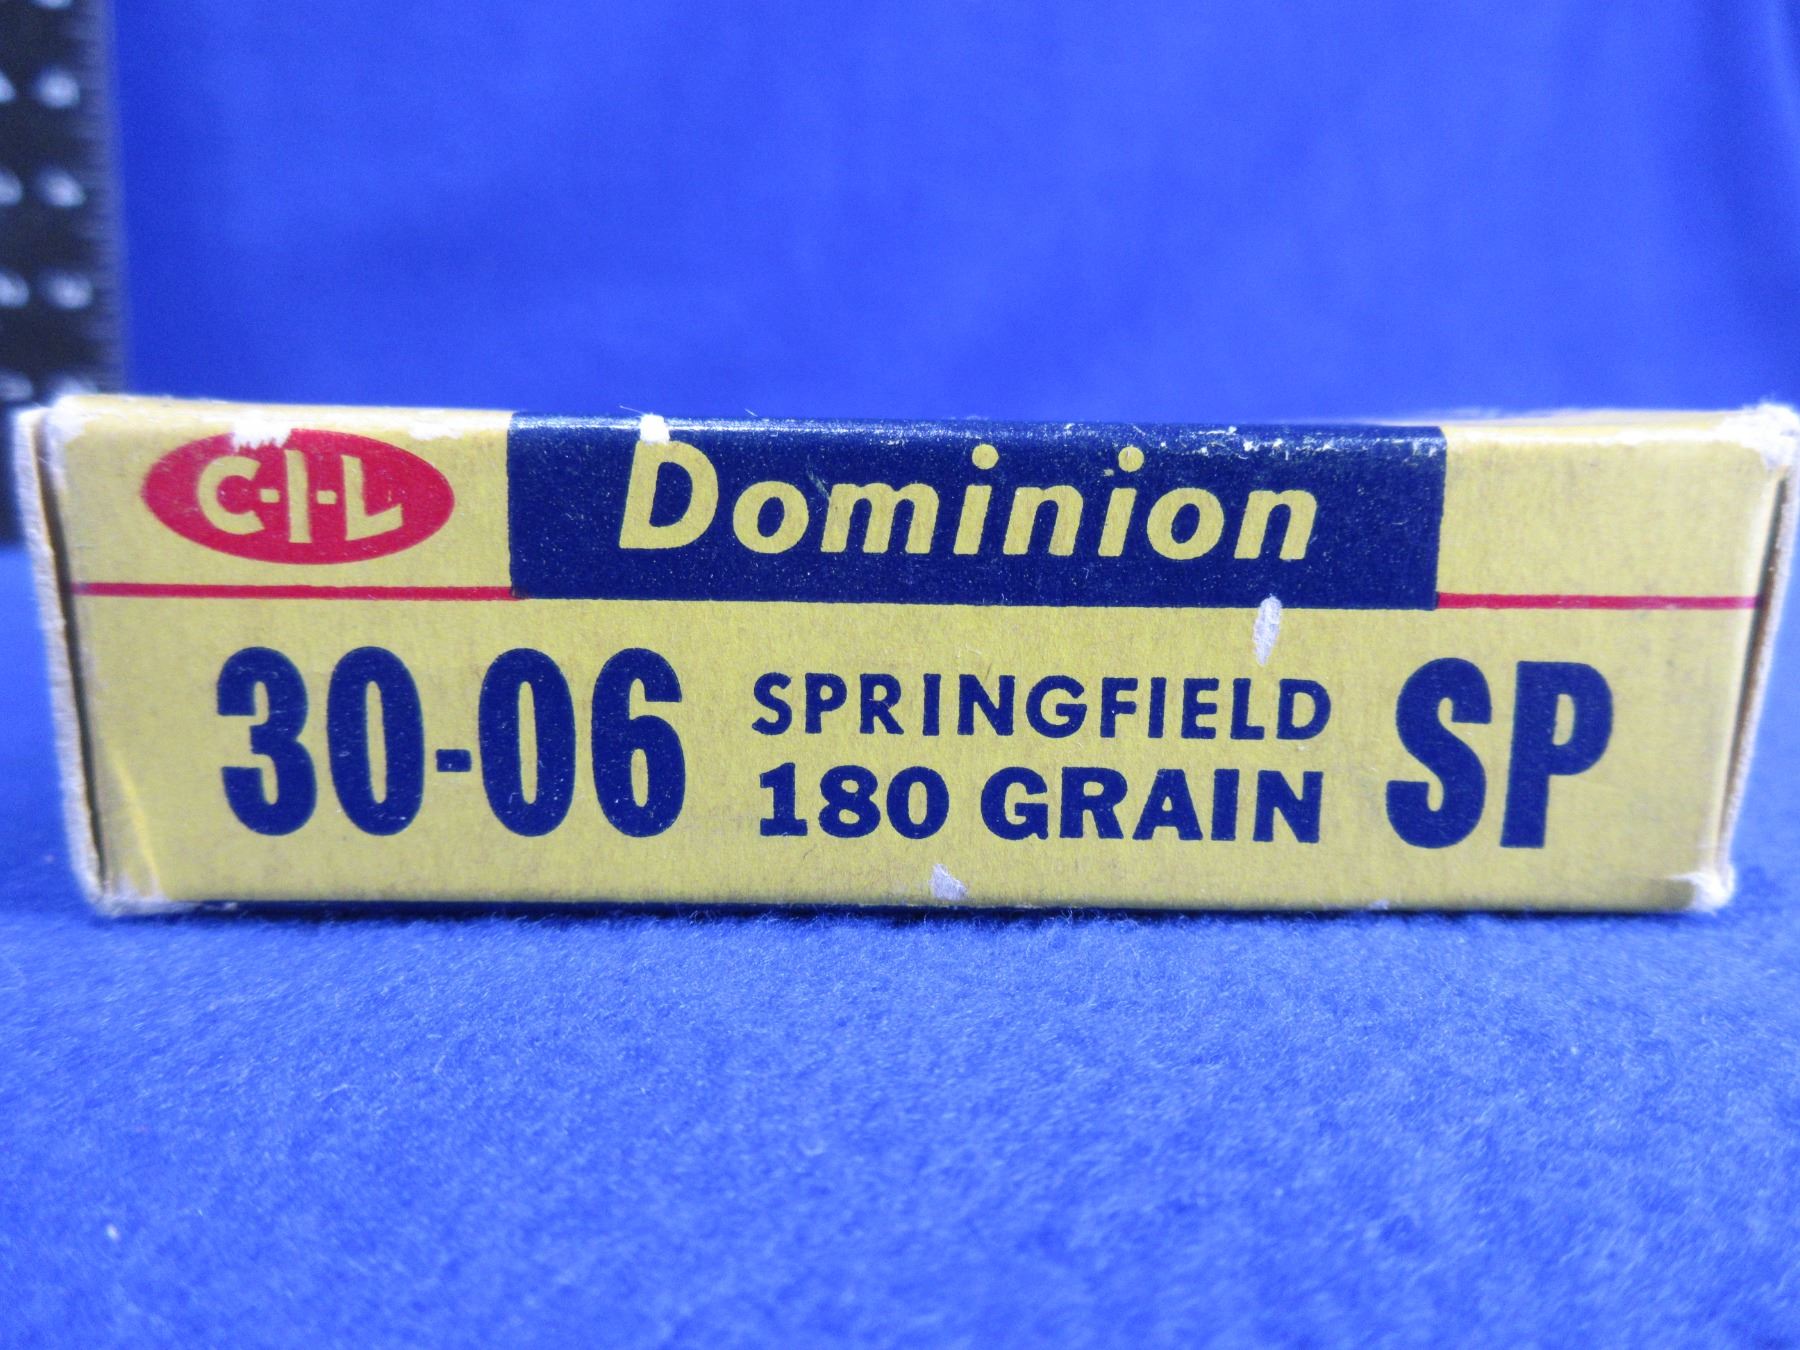 C-I-L
Dominion
30-06 SPRINGFIELD 180 GRAIN SP